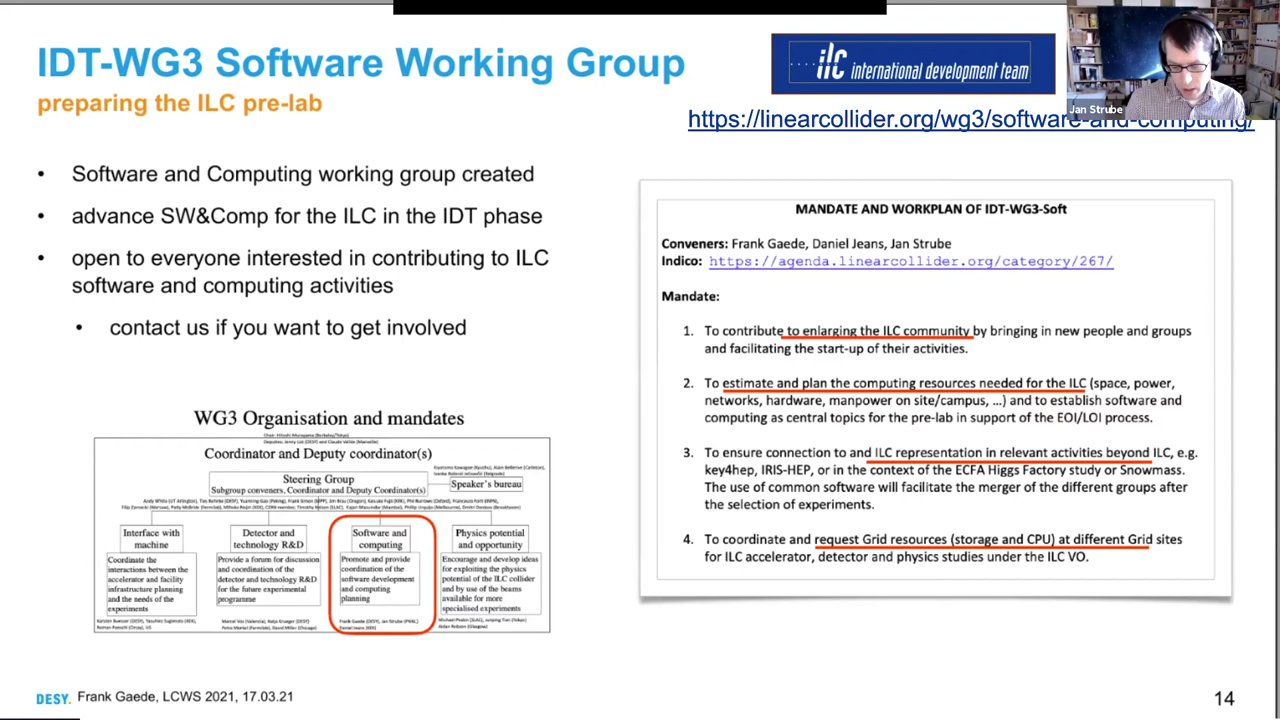 IDT-WG3 Software Working Group
preparing the ILC pre-lab
ilc international development team
Jan Strube
https://linearcollider.org/wg3/software-and-computing/
• Software and Computing working group created
• advance SW&Comp for the ILC in the IDT phase
• open to everyone interested in contributing to ILC
software and computing activities
• contact us if you want to get involved
WG3 Organisation and mandates
Chair: Hitoshi Murayama (Berkeley/Tokyo)
Coordinator and Deputy coordinator(s)
Steering Group
Subgroup conveners, Coordinator and Deputy Coordinator(s)
Speaker's bureau
Interface with
machine
Coordinate the
interactions between the
accelerator and facility
infrastructure planning
and the needs of the
experiments
Detector and
technology R&D
Provide a forum for discussion
and coordination of the
detector and technology R&D
for the future experimental
programme
Software and
computing
Promote and provide
coordination of the
software development
and computing
planning
Frank Gaede (DESY), Jan Strube (PNNL)
Daniel Jeans (KEK)
Physics potential
and opportunity
Encourage and develop ideas
for exploiting the physics
potential of the ILC collider
and by use of the beams
available for more
specialised experiments
MANDATE AND WORKPLAN OF IDT-WG3-Soft
Conveners: Frank Gaede, Daniel Jeans, Jan Strube
Indico: https://agenda.linearcollider.org/category/267/
Mandate:
1. To contribute to enlarging the ILC community by bringing in new people and groups
and facilitating the start-up of their activities.
2. To estimate and plan the computing resources needed for the ILC (space, power,
networks, hardware, manpower on site/campus, …) and to establish software and
computing as central topics for the pre-lab in support of the EOI/LOI process.
3. To ensure connection to and ILC representation in relevant activities beyond ILC, e.g.
key4hep, IRIS-HEP, or in the context of the ECFA Higgs Factory study or Snowmass.
The use of common software will facilitate the merger of the different groups after
the selection of experiments.
4. To coordinate and request Grid resources (storage and CPU) at different Grid sites
for ILC accelerator, detector and physics studies under the ILC VO.
DESY. Frank Gaede, LCWS 2021, 17.03.21
14